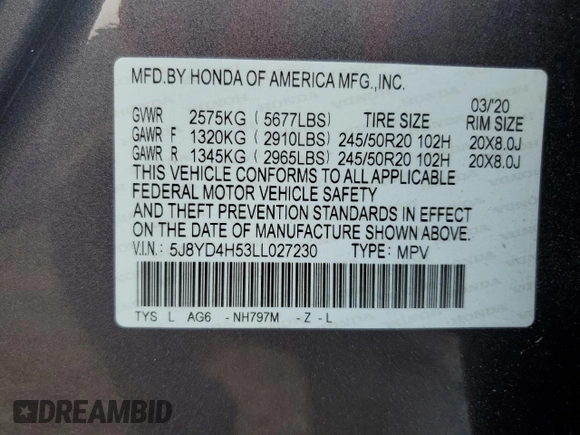 MFD.BY HONDA OF AMERICA MFG.,INC.
03/'20
GVWR 2575KG ( 5677LBS) TIRE SIZE RIM SIZE
GAWR F 1320KG ( 2910LBS) 245/50R20 102H 20X8.0J
GAWR R 1345KG ( 2965LBS) 245/50R20 102H 20X8.0J
THIS VEHICLE CONFORMS TO ALL APPLICABLE
FEDERAL MOTOR VEHICLE SAFETY
AND THEFT PREVENTION STANDARDS IN EFFECT
ON THE DATE OF MANUFACTURE SHOWN ABOVE.
V.I.N.: 5J8YD4H53LL027230 TYPE: MPV
TYS L AG6 -NH797M -Z-L
DREAMBID